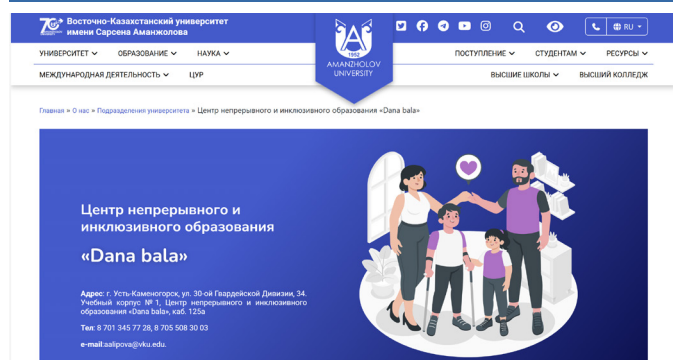 Восточно-Казахстанский университет
имени Сарсена Аманжолова
RU
УНИВЕРСИТЕТ ОБРАЗОВАНИЕ НАУКА
1952
AMANZHOLOV
UNIVERSITY
ПОСТУПЛЕНИЕ СТУДЕНТАМ РЕСУРСЫ
МЕЖДУНАРОДНАЯ ДЕЯТЕЛЬНОСТЬ ЦУР
ВЫСШИЕ ШКОЛЫ ВЫСШИЙ КОЛЛЕДЖ
Главная » О нас » Подразделения университета » Центр непрерывного и инклюзивного образования «Dana bala»
Центр непрерывного и
инклюзивного образования
«Dana bala»
Адрес: г. Усть-Каменогорск, ул. 30-ой Гвардейской Дивизии, 34.
Учебный корпус № 1, Центр непрерывного и инклюзивного
образования «Dana bala», каб. 125а
Тел: 8 701 345 77 28, 8 705 508 30 03
e-mail:aalipova@vku.edu.